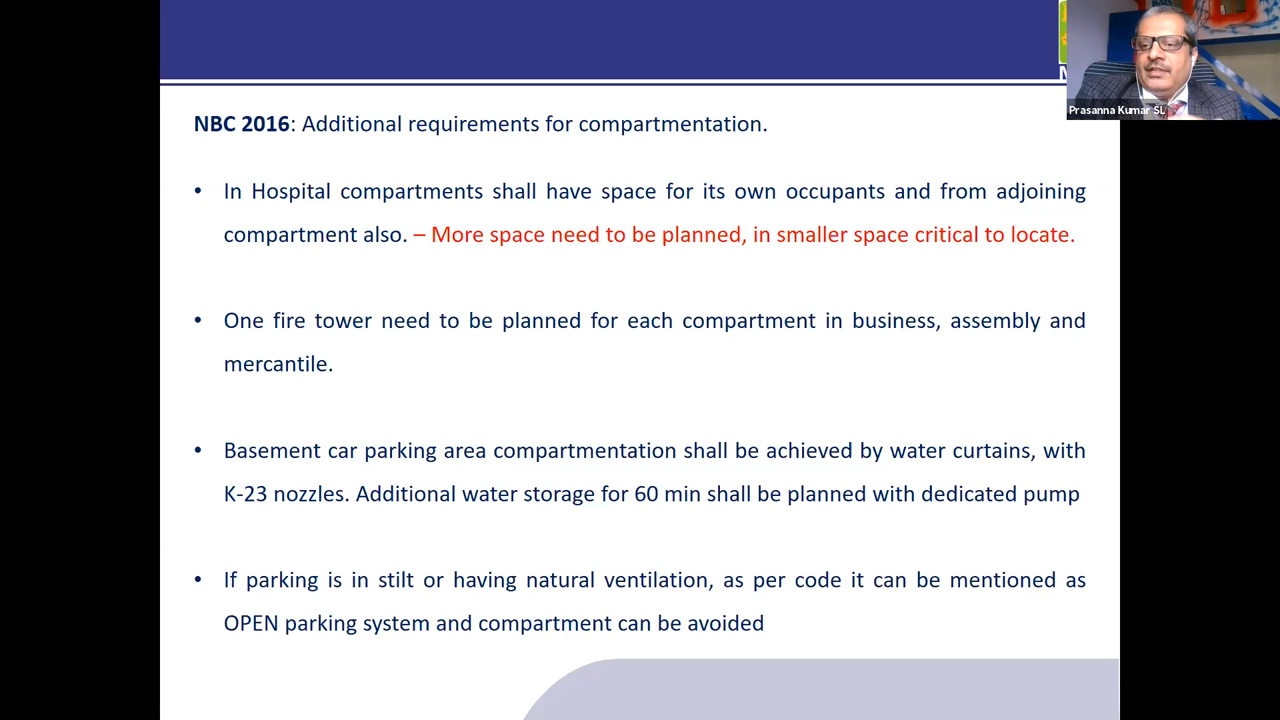 NBC 2016: Additional requirements for compartmentation.
• In Hospital compartments shall have space for its own occupants and from adjoining
compartment also. – More space need to be planned, in smaller space critical to locate.
• One fire tower need to be planned for each compartment in business, assembly and
mercantile.
• Basement car parking area compartmentation shall be achieved by water curtains, with
K-23 nozzles. Additional water storage for 60 min shall be planned with dedicated pump
• If parking is in stilt or having natural ventilation, as per code it can be mentioned as
OPEN parking system and compartment can be avoided
Prasanna Kumar SL